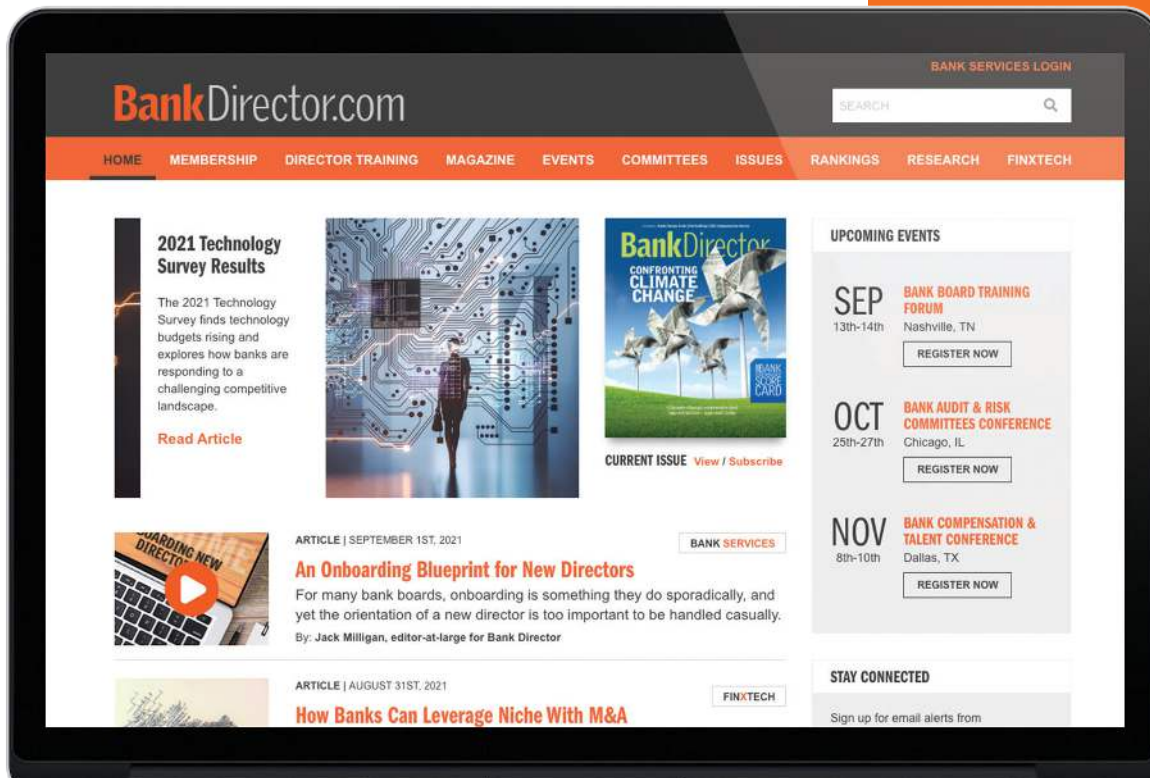 BANK SERVICES LOGIN
BankDirector.com
SEARCH
HOME MEMBERSHIP DIRECTOR TRAINING MAGAZINE EVENTS COMMITTEES ISSUES RANKINGS RESEARCH FINXTECH
2021 Technology
Survey Results
The 2021 Technology
Survey finds technology
budgets rising and
explores how banks are
responding to a
challenging competitive
landscape.
Read Article
BankDirector
CONFRONTING
CLIMATE
CHANGE
SCORE
CARD
CURRENT ISSUE View / Subscribe
UPCOMING EVENTS
SEP
13th-14th
BANK BOARD TRAINING
FORUM
Nashville, TN
REGISTER NOW
OCT
25th-27th
BANK AUDIT & RISK
COMMITTEES CONFERENCE
Chicago, IL
REGISTER NOW
NOV
8th-10th
BANK COMPENSATION &
TALENT CONFERENCE
Dallas, TX
REGISTER NOW
OARDING NEW
DIRECTO
ARTICLE | SEPTEMBER 1ST, 2021
BANK SERVICES
An Onboarding Blueprint for New Directors
For many bank boards, onboarding is something they do sporadically, and
yet the orientation of a new director is too important to be handled casually.
By: Jack Milligan, editor-at-large for Bank Director
ARTICLE | AUGUST 31ST, 2021
FINXTECH
How Banks Can Leverage Niche With M&A
STAY CONNECTED
Sign up for email alerts from